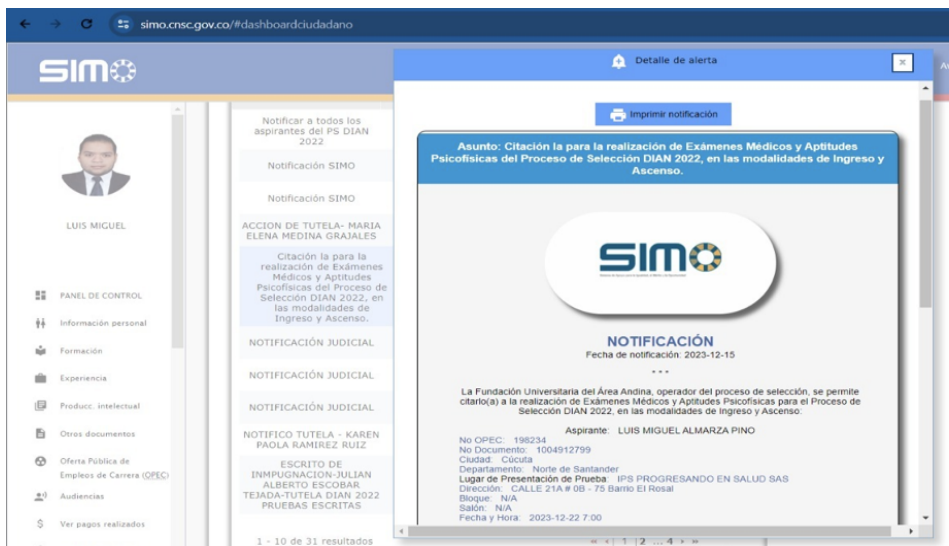 simo.cnsc.gov.co/#dashboardciudadano
simo
LUIS MIGUEL
PANEL DE CONTROL
Información personal
Formación
Experiencia
Producc. intelectual
Otros documentos
Oferta Pública de
Empleos de Carrera (OPEC)
Audiencias
$ Ver pagos realizados
Notificar a todos los
aspirantes del PS DIAN
2022
Notificación SIMO
Notificación SIMO
ACCION DE TUTELA- MARIA
ELENA MEDINA GRAJALES
Citación la para la
realización de Exámenes
Médicos y Aptitudes
Psicofísicas del Proceso de
Selección DIAN 2022, en
las modalidades de
Ingreso y Ascenso.
NOTIFICACIÓN JUDICIAL
NOTIFICACIÓN JUDICIAL
NOTIFICACIÓN JUDICIAL
NOTIFICO TUTELA - KAREN
PAOLA RAMIREZ RUIZ
ESCRITO DE
INMPUGNACION-JULIAN
ALBERTO ESCOBAR
TEJADA-TUTELA DIAN 2022
PRUEBAS ESCRITAS
1 - 10 de 31 resultados
Detalle de alerta
x
Imprimir notificación
Asunto: Citación la para la realización de Exámenes Médicos y Aptitudes
Psicofísicas del Proceso de Selección DIAN 2022, en las modalidades de Ingreso y
Ascenso.
SIMO
NOTIFICACIÓN
Fecha de notificación: 2023-12-15
* * *
La Fundación Universitaria del Área Andina, operador del proceso de selección, se permite
citarlo(a) a la realización de Exámenes Médicos y Aptitudes Psicofísicas para el Proceso de
Selección DIAN 2022, en las modalidades de Ingreso y Ascenso:
Aspirante: LUIS MIGUEL ALMARZA PINO
No OPEC: 198234
No Documento: 1004912799
Ciudad: Cúcuta
Departamento: Norte de Santander
Lugar de Presentación de Prueba: IPS PROGRESANDO EN SALUD SAS
Dirección: CALLE 21A # 0B - 75 Barrio El Rosal
Bloque: N/A
Salón: N/A
Fecha y Hora: 2023-12-22 7:00
« < 1 2 ... 4 > »